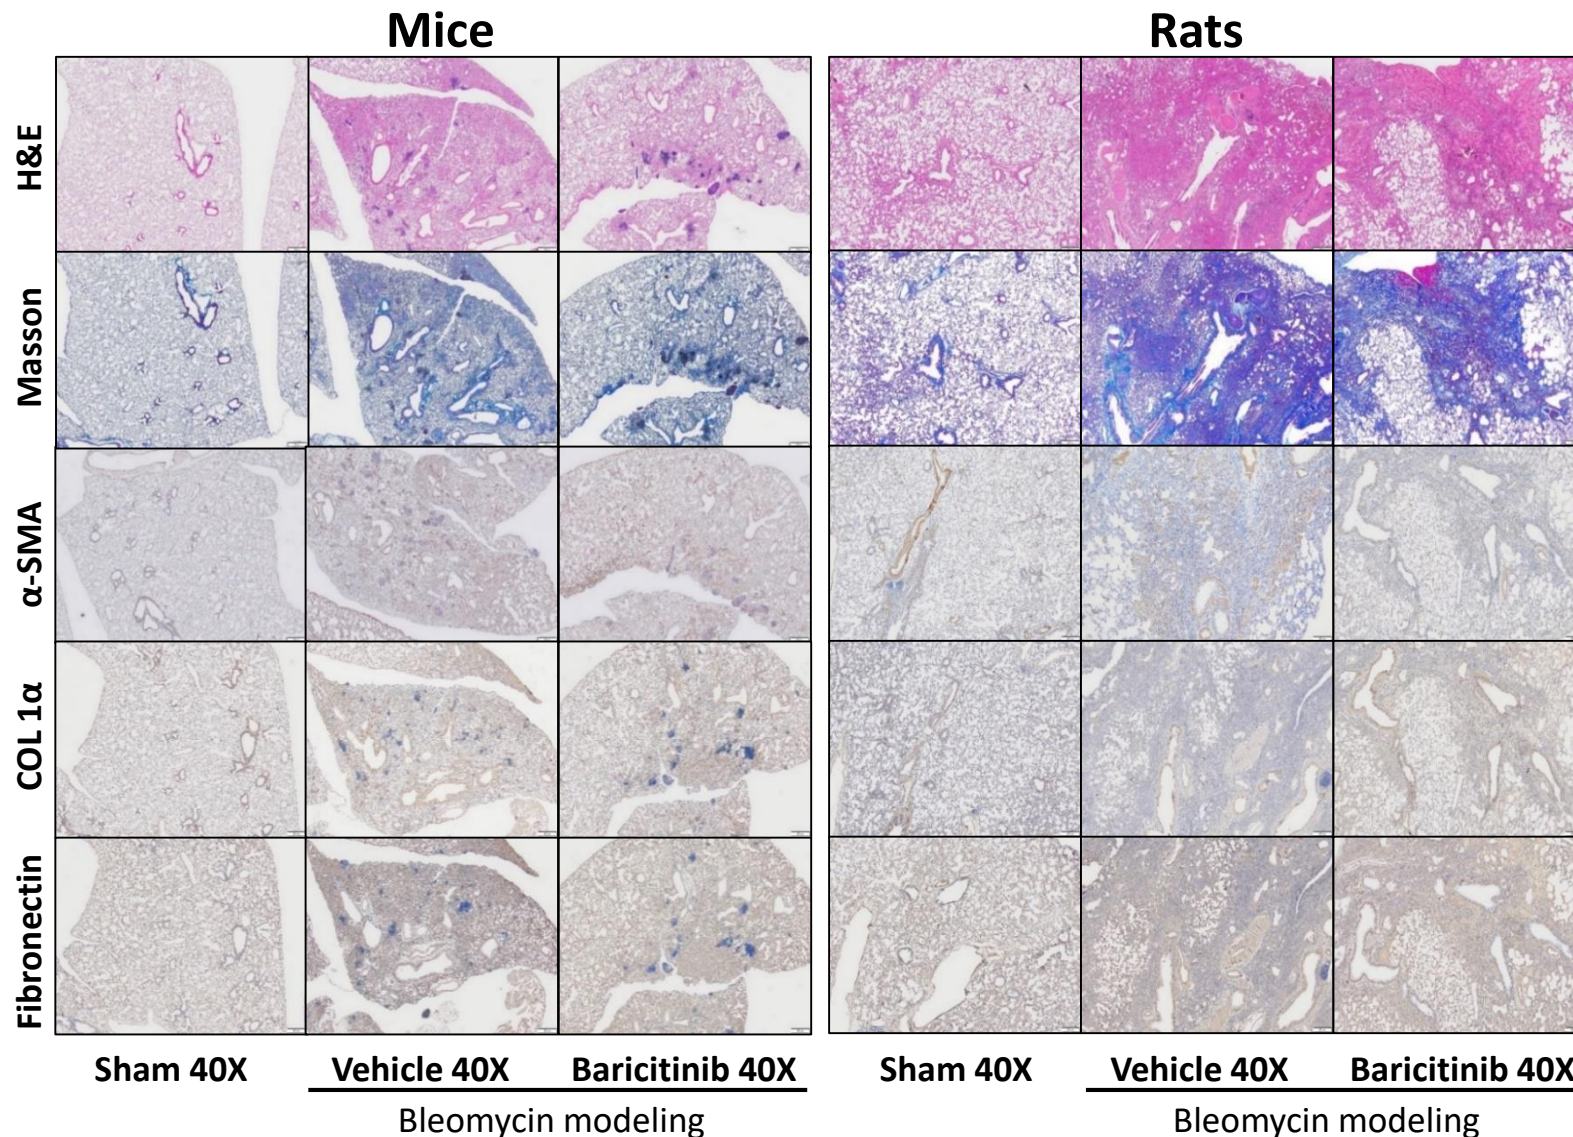 Mice Rats
H&E
Masson
α-SMA
COL 1α
Fibronectin
Sham 40X Vehicle 40X Baricitinib 40X Sham 40X Vehicle 40X Baricitinib 40X
Bleomycin modeling Bleomycin modeling